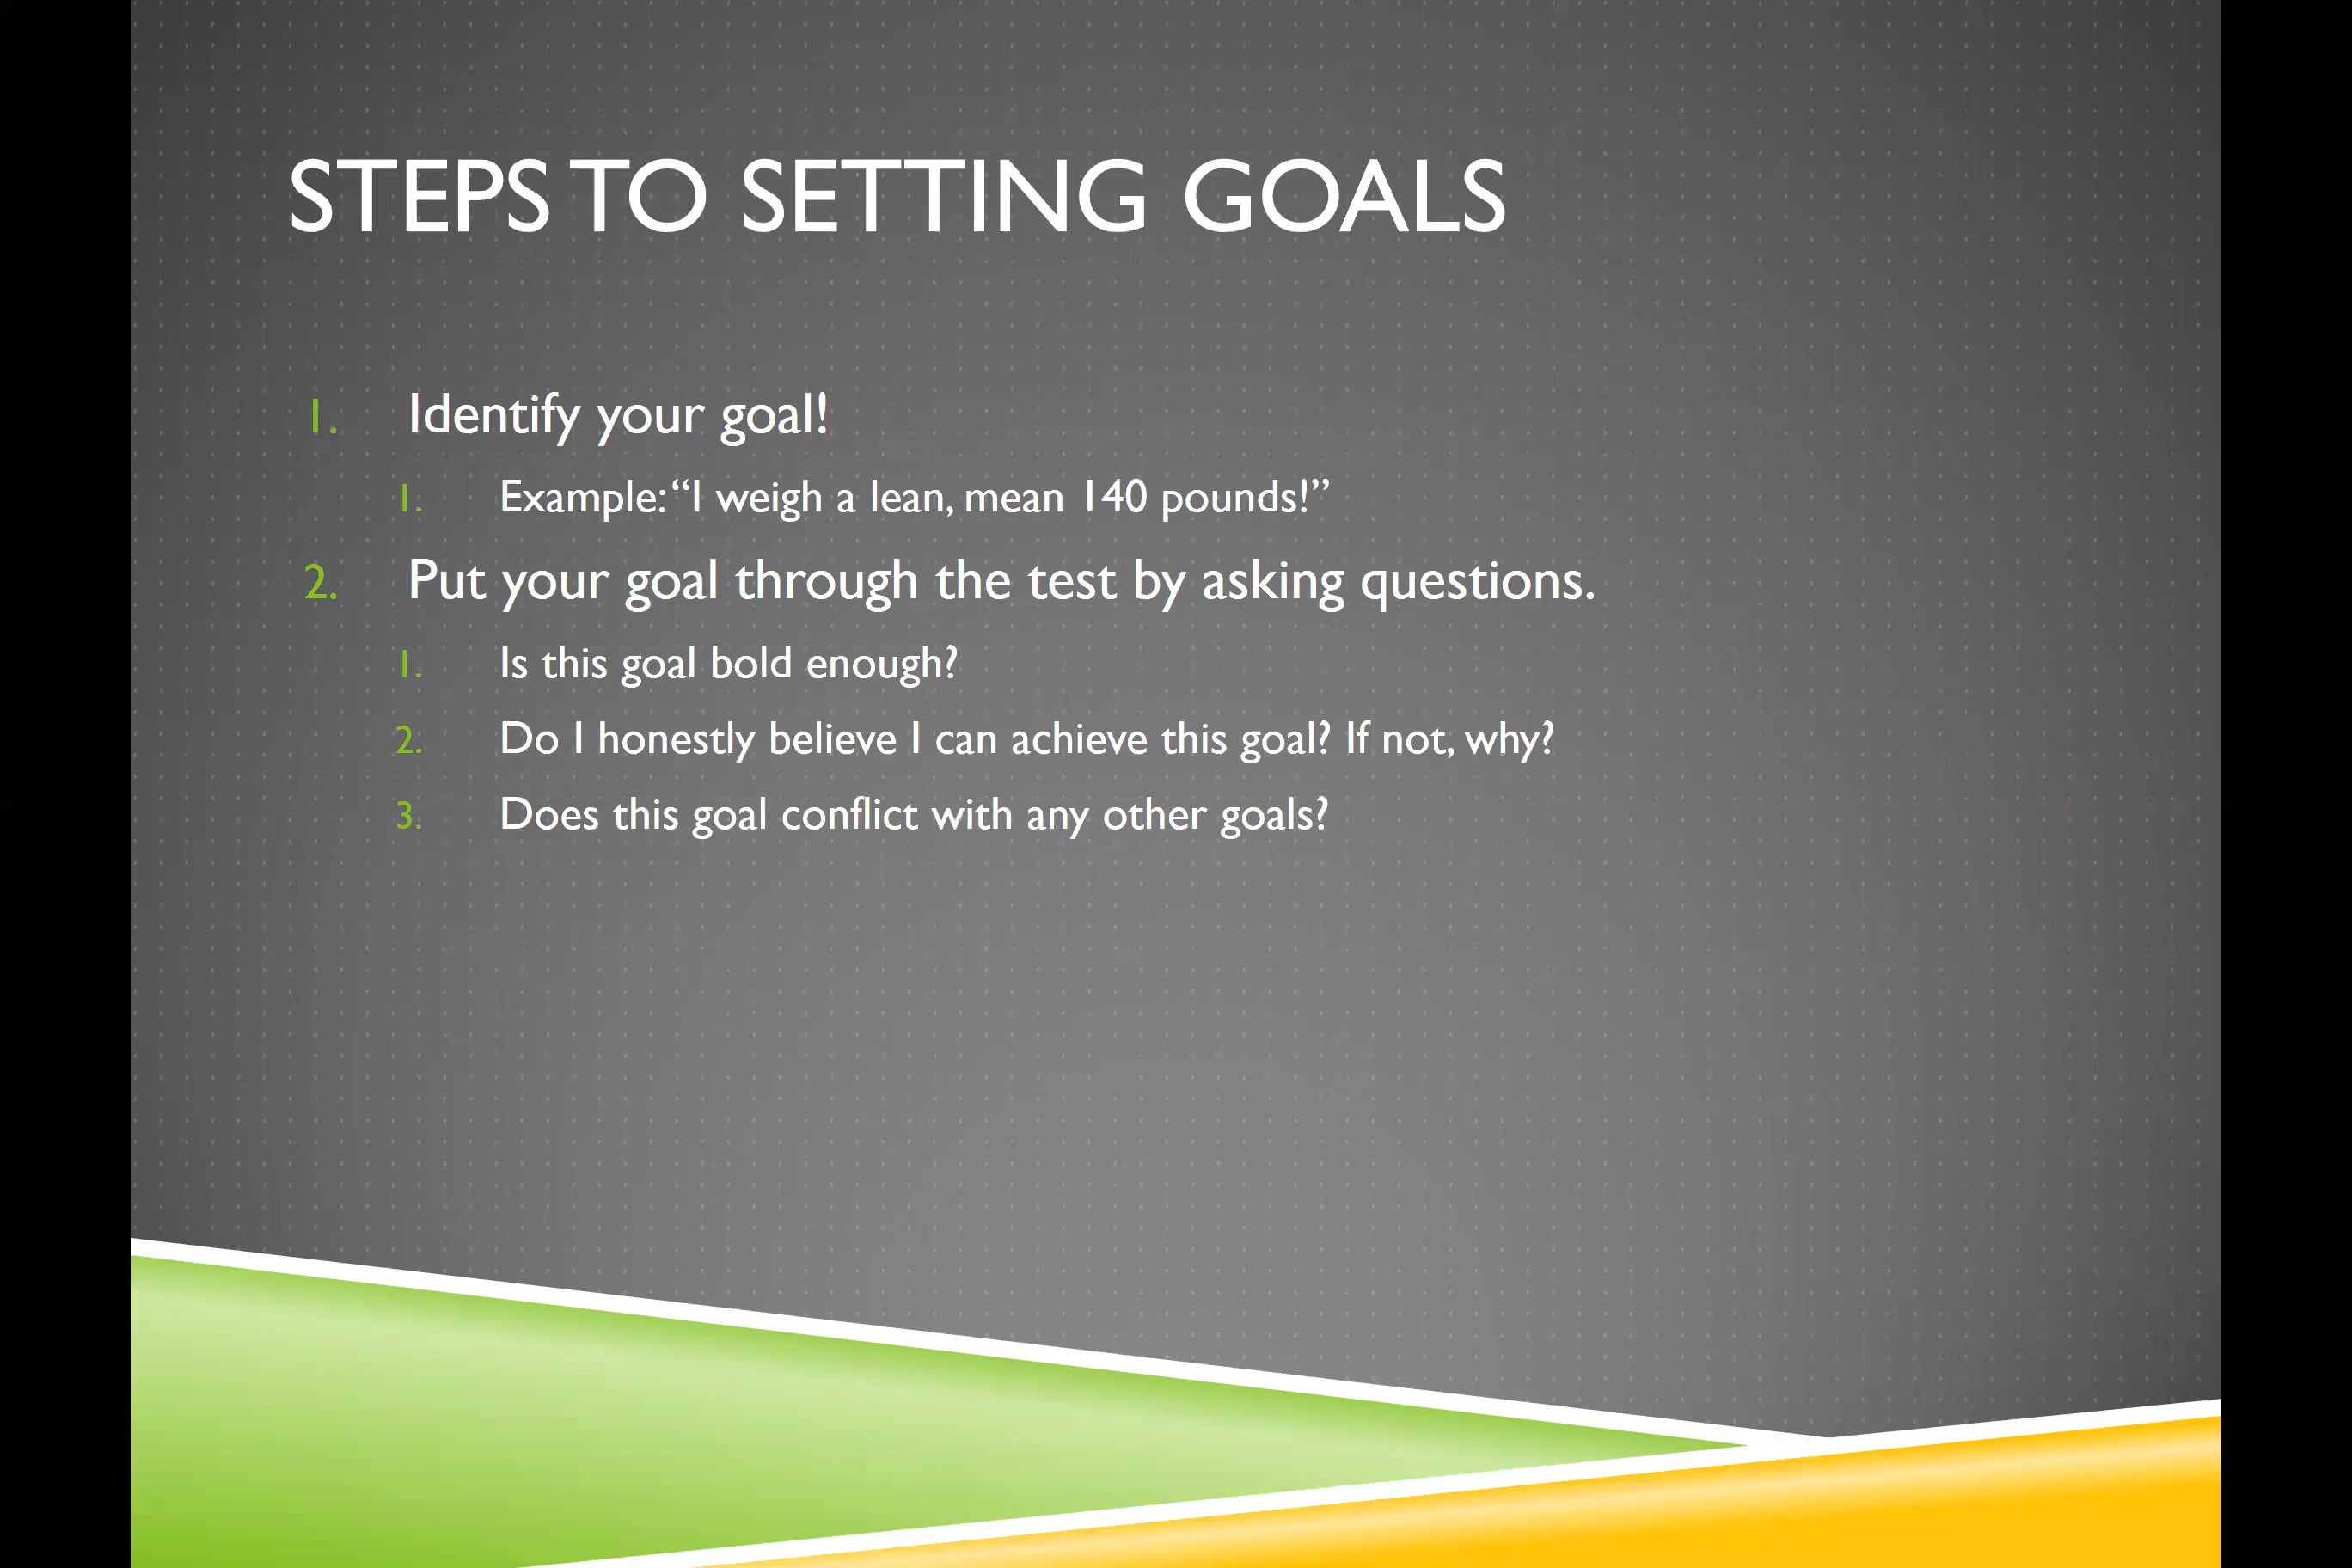 STEPS TO SETTING GOALS
1. Identify your goal!
1. Example: “I weigh a lean, mean 140 pounds!”
2. Put your goal through the test by asking questions.
1. Is this goal bold enough?
2. Do I honestly believe I can achieve this goal? If not, why?
3. Does this goal conflict with any other goals?